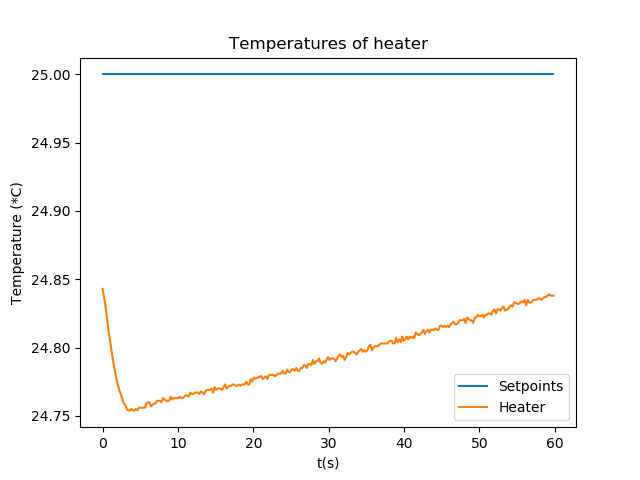 Temperatures of heater
Temperature (*C)
25.00
24.95
24.90
24.85
24.80
24.75
0 10 20 30 40 50 60
t(s)
Setpoints
Heater